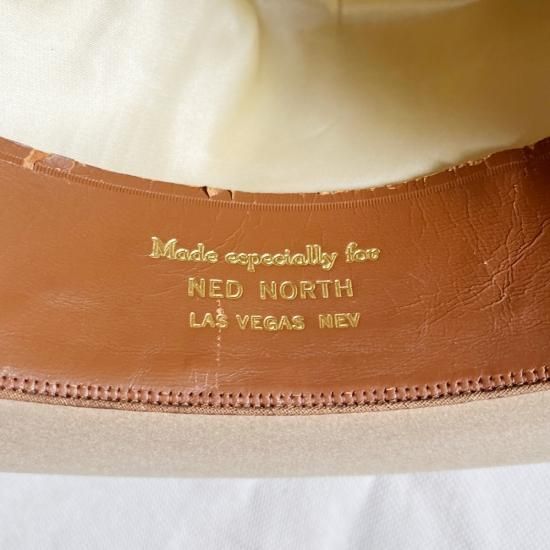 Made especially for
NED NORTH
LAS VEGAS NEV